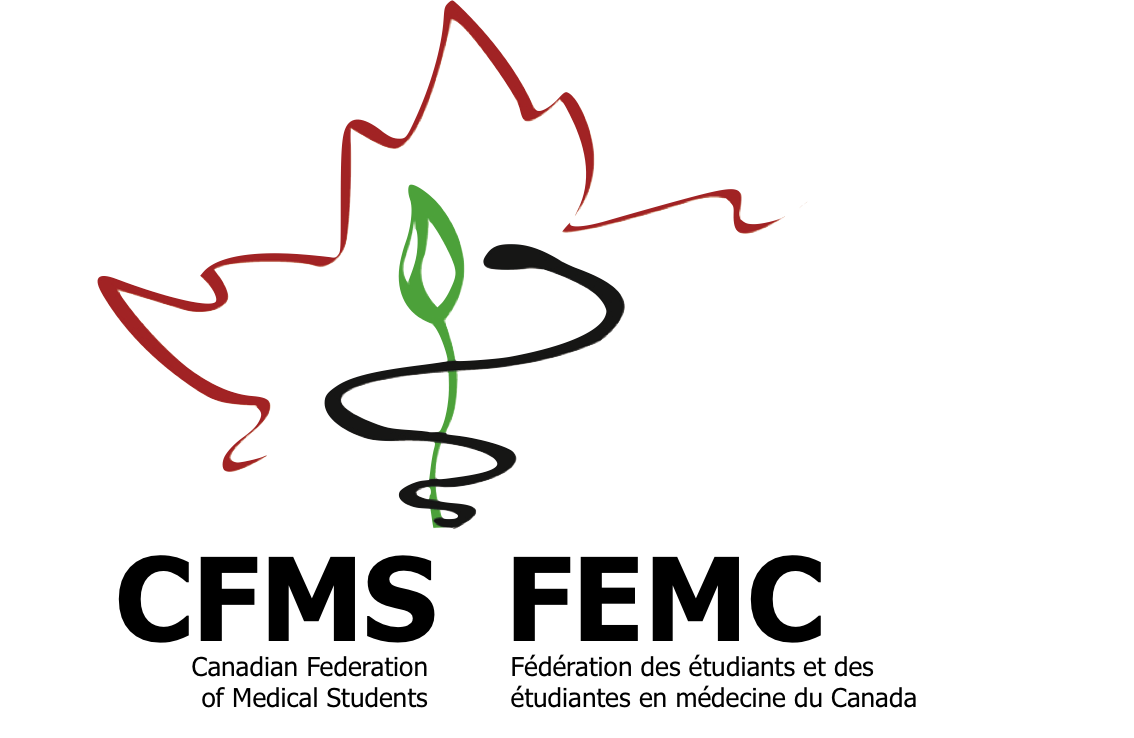 CFMS FEMC
Canadian Federation
of Medical Students
Fédération des étudiants et des
étudiantes en médecine du Canada